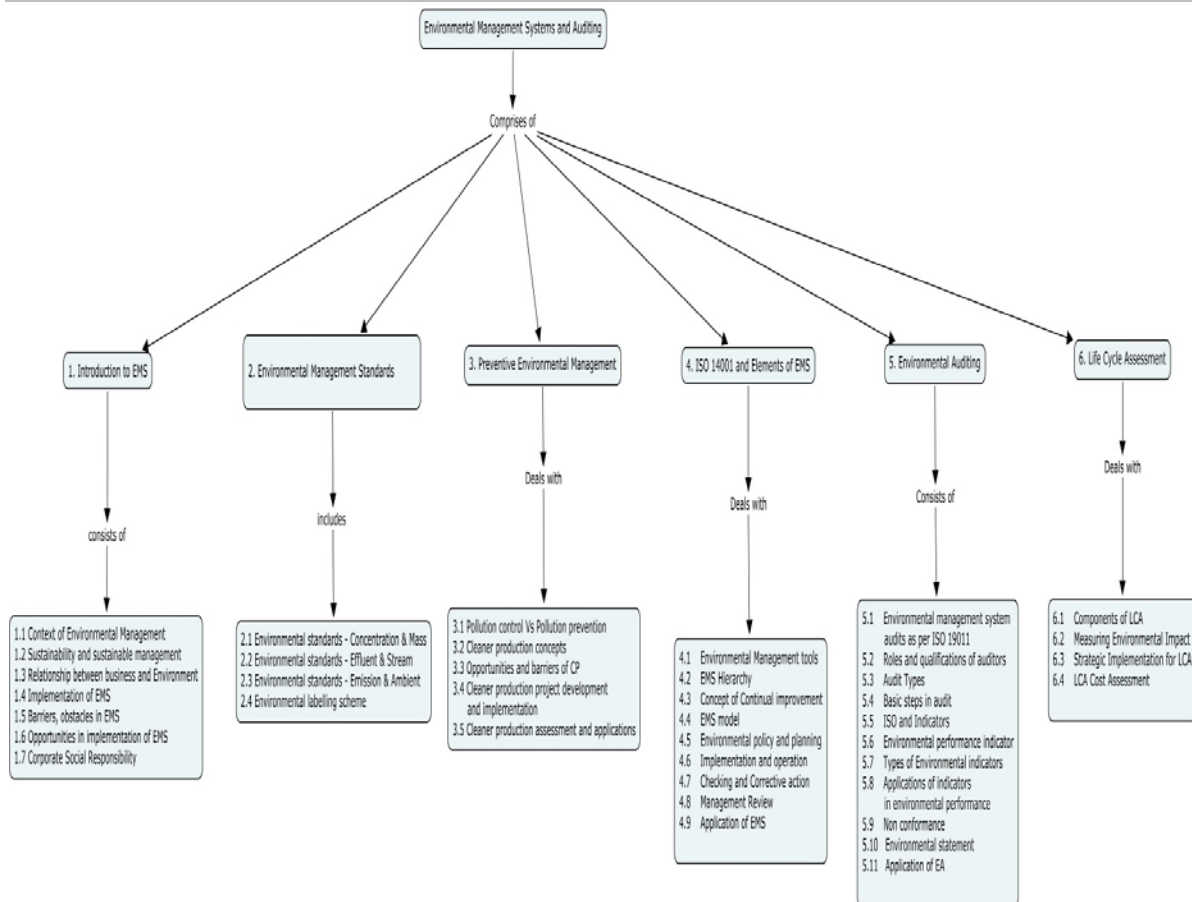 Environmental Management Systems and Auditing
Comprises of
1. Introduction to EMS
2. Environmental Management Standards
3. Preventive Environmental Management
4. ISO 14001 and Elements of EMS
5. Environmental Auditing
6. Life Cycle Assessment
consists of
includes
Deals with
Deals with
Consists of
Deals with
1.1 Context of Environmental Management
1.2 Sustainability and sustainable management
1.3 Relationship between business and Environment
1.4 Implementation of EMS
1.5 Barriers, obstacles in EMS
1.6 Opportunities in implementation of EMS
1.7 Corporate Social Responsibility
2.1 Environmental standards - Concentration & Mass
2.2 Environmental standards - Effluent & Stream
2.3 Environmental standards - Emission & Ambient
2.4 Environmental labelling scheme
3.1 Pollution control Vs Pollution prevention
3.2 Cleaner production concepts
3.3 Opportunities and barriers of CP
3.4 Cleaner production project development
and implementation
3.5 Cleaner production assessment and applications
4.1 Environmental Management tools
4.2 EMS Hierarchy
4.3 Concept of Continual improvement
4.4 EMS model
4.5 Environmental policy and planning
4.6 Implementation and operation
4.7 Checking and Corrective action
4.8 Management Review
4.9 Application of EMS
5.1 Environmental management system
audits as per ISO 19011
5.2 Roles and qualifications of auditors
5.3 Audit Types
5.4 Basic steps in audit
5.5 ISO and Indicators
5.6 Environmental performance indicator
5.7 Types of Environmental indicators
5.8 Applications of indicators
in environmental performance
5.9 Non conformance
5.10 Environmental statement
5.11 Application of EA
6.1 Components of LCA
6.2 Measuring Environmental Impact
6.3 Strategic Implementation for LCA
6.4 LCA Cost Assessment